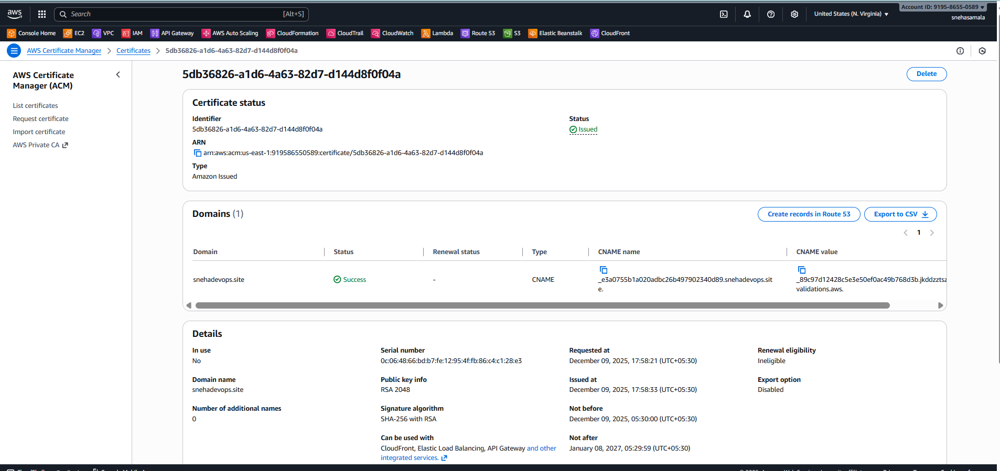 aws
Search [Alt+S]
United States (N. Virginia)
Account ID: 9195-8655-0589
snehasamala
Console Home EC2 VPC IAM API Gateway AWS Auto Scaling CloudFormation CloudTrail CloudWatch Lambda Route 53 S3 Elastic Beanstalk CloudFront
AWS Certificate Manager Certificates 5db36826-a1d6-4a63-82d7-d144d8f0f04a
AWS Certificate
Manager (ACM)
List certificates
Request certificate
Import certificate
AWS Private CA
5db36826-a1d6-4a63-82d7-d144d8f0f04a
Delete
Certificate status
Identifier
5db36826-a1d6-4a63-82d7-d144d8f0f04a
Status
Issued
ARN
arn:aws:acm:us-east-1:919586550589:certificate/5db36826-a1d6-4a63-82d7-d144d8f0f04a
Type
Amazon Issued
Domains (1)
Create records in Route 53
Export to CSV
1
Domain Status Renewal status Type CNAME name CNAME value
snehadevops.site Success - CNAME
_e3a0755b1a020adbc26b497902340d89.snehadevops.sit
e.
_89c97d12428c5e3e50ef0ac49b768d3b.jkddzztsz
validations.aws.
Details
In use
No
Domain name
snehadevops.site
Number of additional names
0
Serial number
0c:06:48:66:bd:b7:fe:12:95:4f:fb:86:c4:c1:28:e3
Public key info
RSA 2048
Signature algorithm
SHA-256 with RSA
Can be used with
CloudFront, Elastic Load Balancing, API Gateway and other
integrated services.
Requested at
December 09, 2025, 17:58:21 (UTC+05:30)
Issued at
December 09, 2025, 17:58:33 (UTC+05:30)
Not before
December 09, 2025, 05:30:00 (UTC+05:30)
Not after
January 08, 2027, 05:29:59 (UTC+05:30)
Renewal eligibility
Ineligible
Export option
Disabled